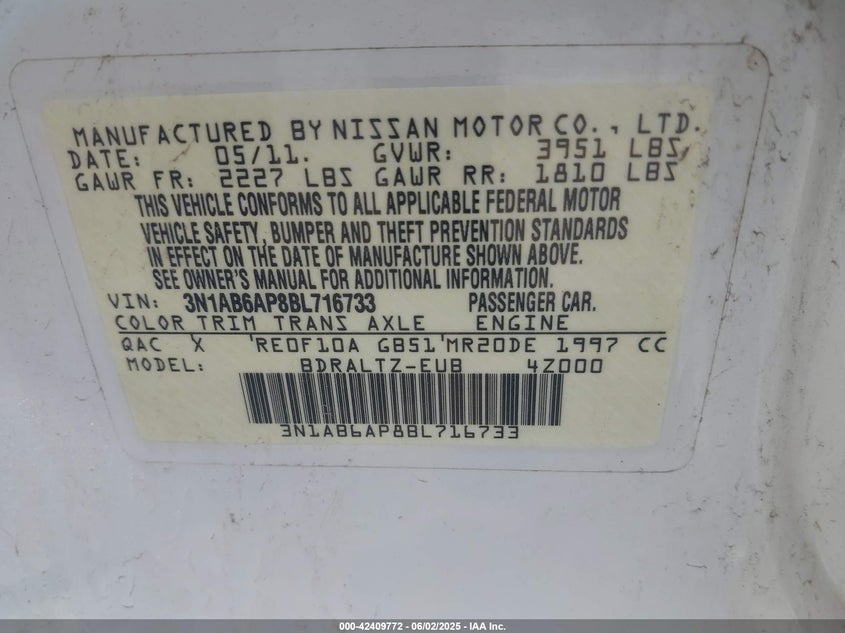 MANUFACTURED BY NISSAN MOTOR CO., LTD.
DATE: 05/11. GVWR: 3951 LBS
GAWR FR: 2227 LBS GAWR RR: 1810 LBS
THIS VEHICLE CONFORMS TO ALL APPLICABLE FEDERAL MOTOR
VEHICLE SAFETY, BUMPER AND THEFT PREVENTION STANDARDS
IN EFFECT ON THE DATE OF MANUFACTURE SHOWN ABOVE.
SEE OWNER'S MANUAL FOR ADDITIONAL INFORMATION.
VIN: 3N1AB6AP8BL716733 PASSENGER CAR.
COLOR TRIM TRANS AXLE ENGINE
QAC X 'RE0F10A GB51'MR20DE 1997 CC
MODEL: BDRALTZ-EUB 4Z000
3N1AB6AP8BL716733
000-42409772 - 06/02/2025 - IAA Inc.